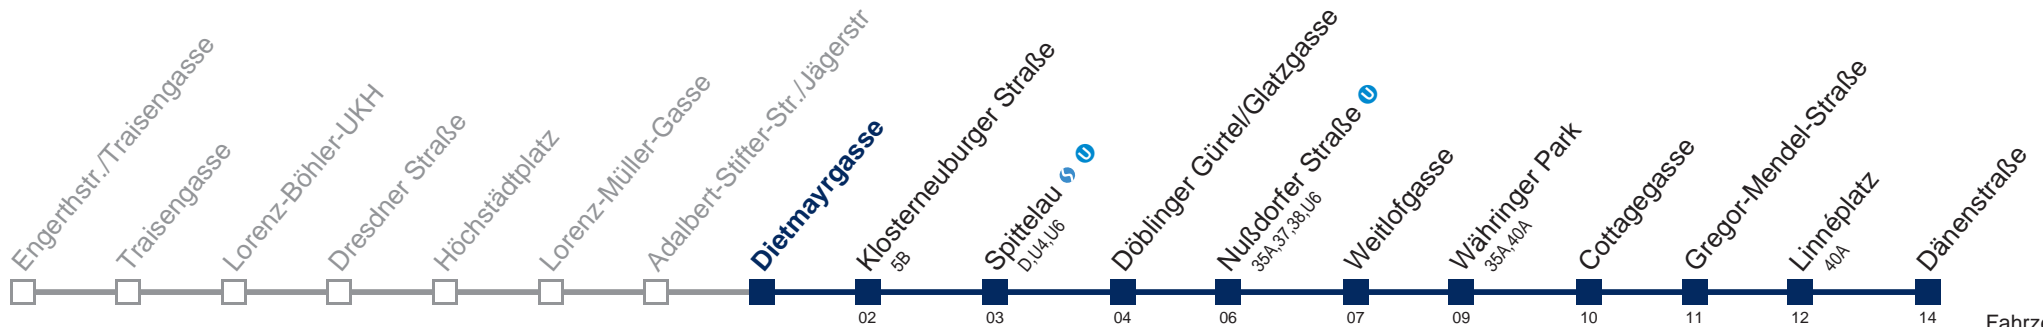 Engerthstr./Traisengasse
Traisengasse
Lorenz-Böhler-UKH
Dresdner Straße
Höchstädtplatz
Lorenz-Müller-Gasse
Adalbert-Stifter-Str./Jägerstr
Dietmayrgasse
Klosterneuburger Straße
5B
Spittelau S U
D,U4,U6
Döblinger Gürtel/Glatzgasse
Nußdorfer Straße U
35A,37,38,U6
Weitlofgasse
Währinger Park
35A,40A
Cottagegasse
Gregor-Mendel-Straße
Linnéplatz
40A
Dänenstraße
02 03 04 06 07 09 10 11 12 14